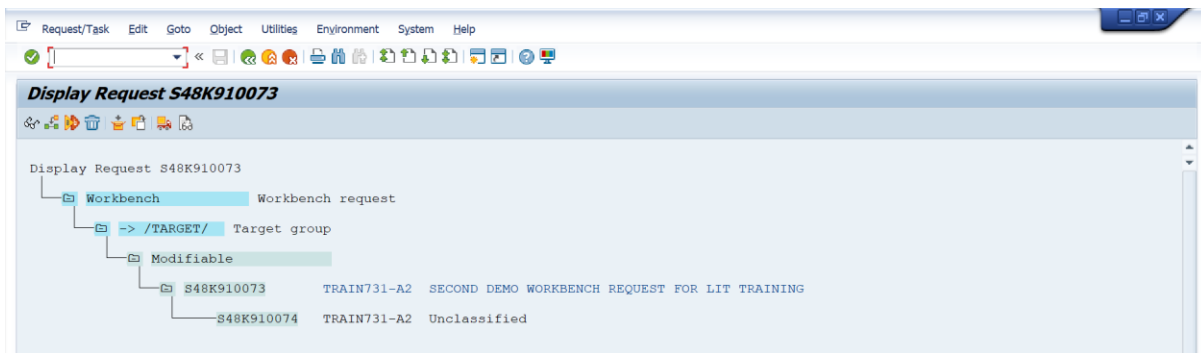 Request/Task Edit Goto Object Utilities Environment System Help
Display Request S48K910073
Display Request S48K910073
Workbench Workbench request
-> /TARGET/ Target group
Modifiable
S48K910073 TRAIN731-A2 SECOND DEMO WORKBENCH REQUEST FOR LIT TRAINING
S48K910074 TRAIN731-A2 Unclassified